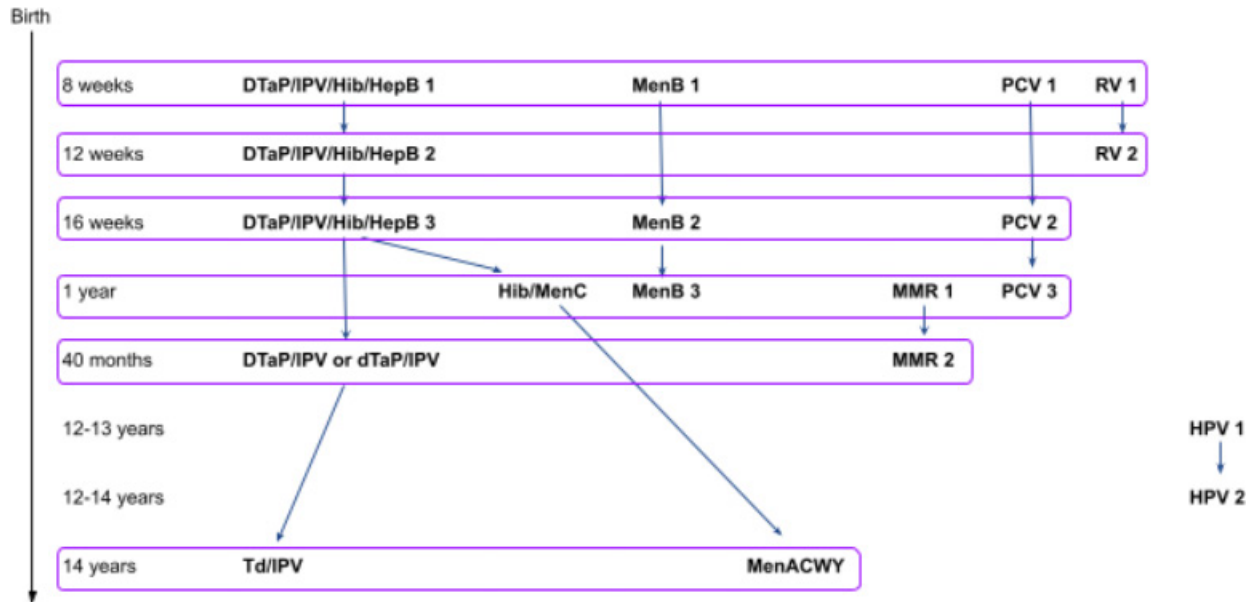 Birth
8 weeks DTaP/IPV/Hib/HepB 1 MenB 1 PCV 1 RV 1
12 weeks DTaP/IPV/Hib/HepB 2 RV 2
16 weeks DTaP/IPV/Hib/HepB 3 MenB 2 PCV 2
1 year Hib/MenC MenB 3 MMR 1 PCV 3
40 months DTaP/IPV or dTaP/IPV MMR 2
12-13 years HPV 1
12-14 years HPV 2
14 years Td/IPV MenACWY